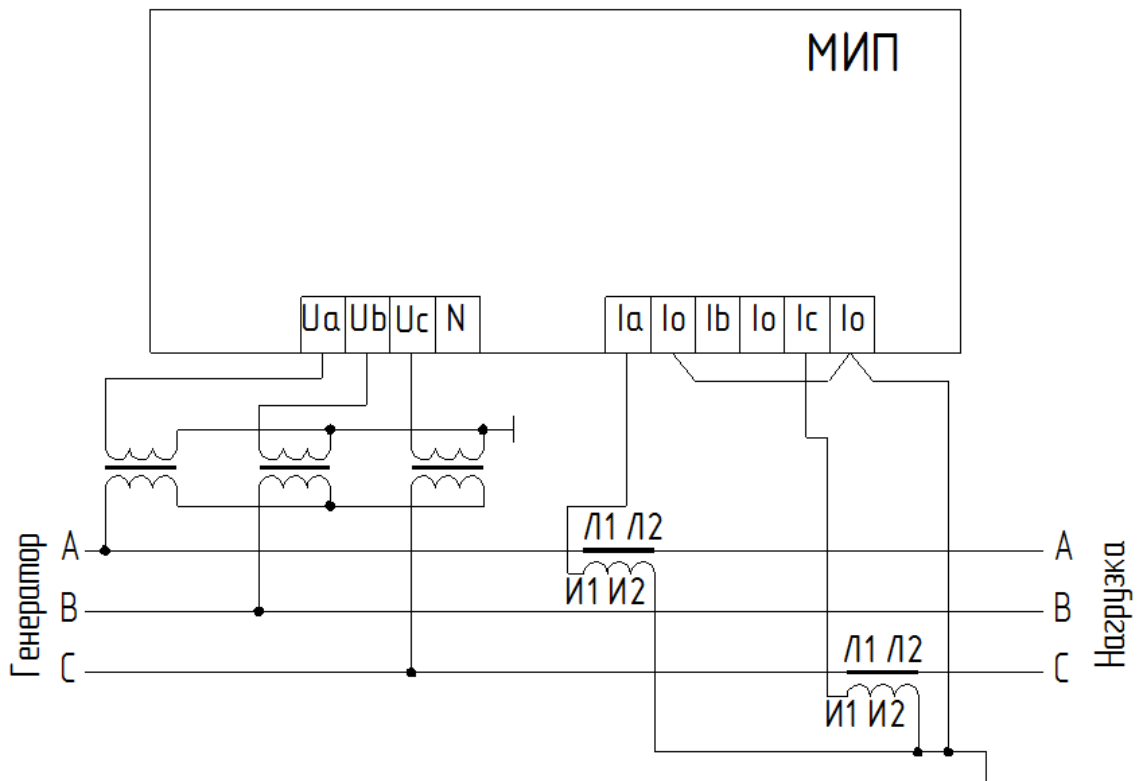 МИП
Ua Ub Uc N
Ia Io Ib Io Ic Io
Генератор
A
B
C
Л1 Л2
И1 И2
Л1 Л2
И1 И2
A
B
C
Нагрузка